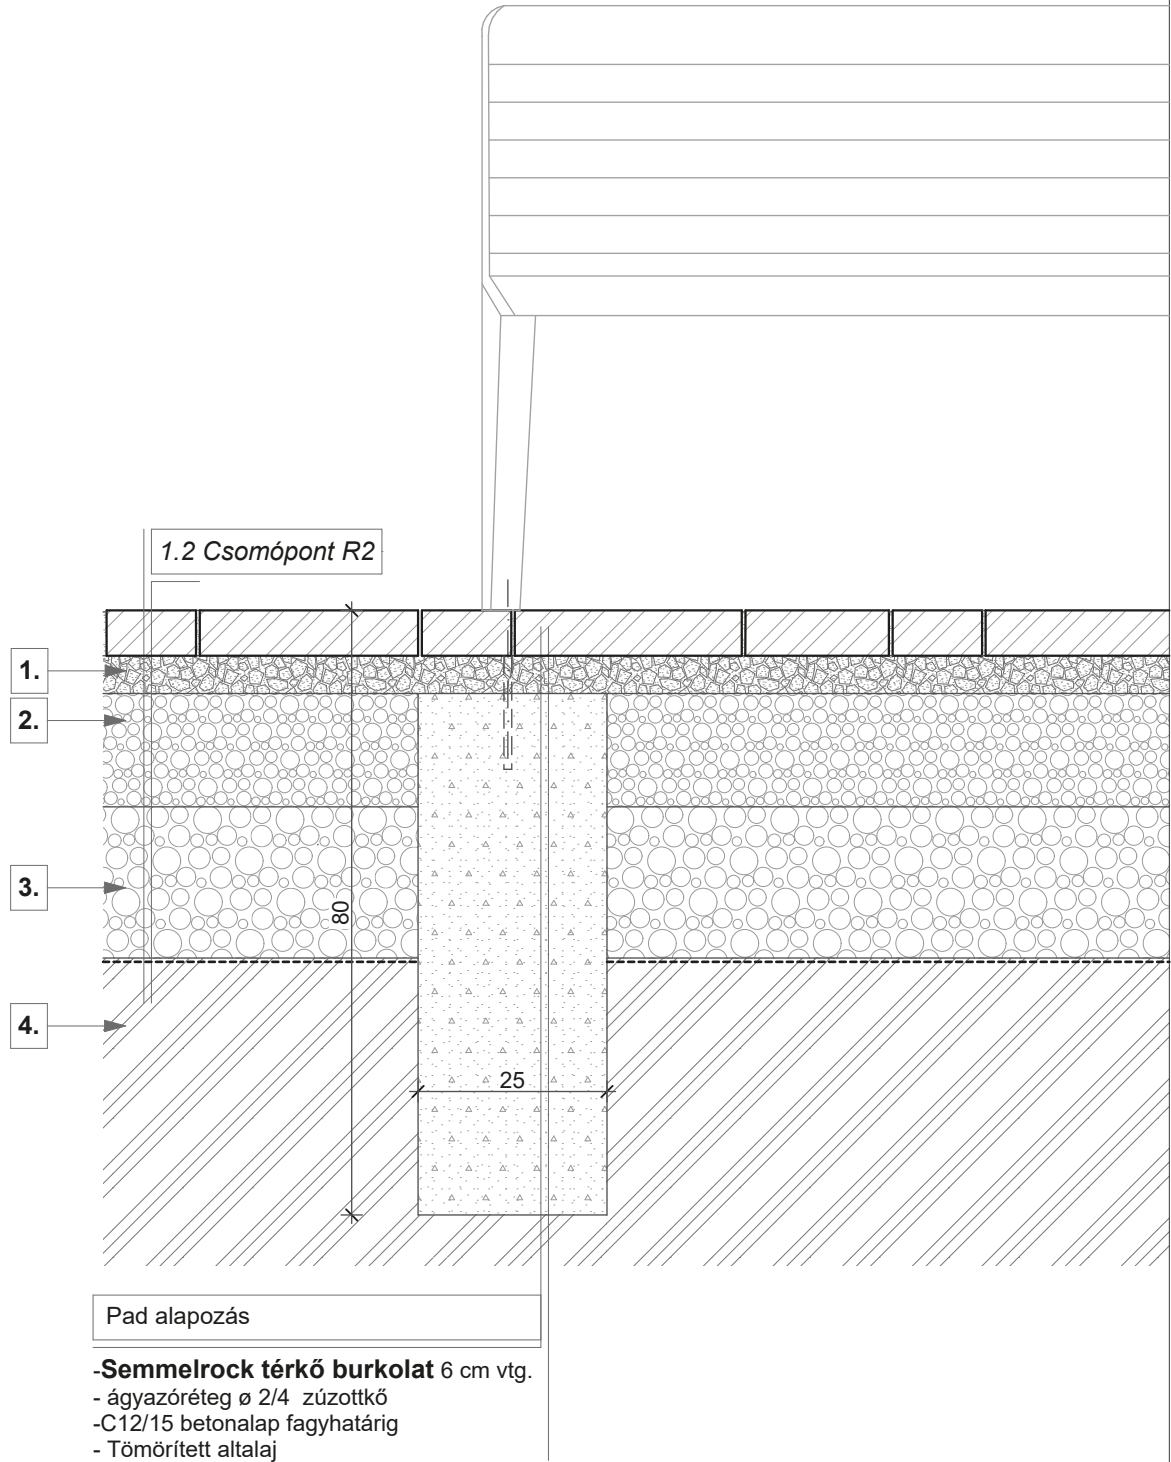 1.2 Csomópont R2
1.
2.
3.
80
4.
25
Pad alapozás
-Semmelrock térkő burkolat 6 cm vtg.
- ágyazóréteg ø 2/4 zúzottkő
-C12/15 betonalap fagyhatárig
- Tömörített altalaj